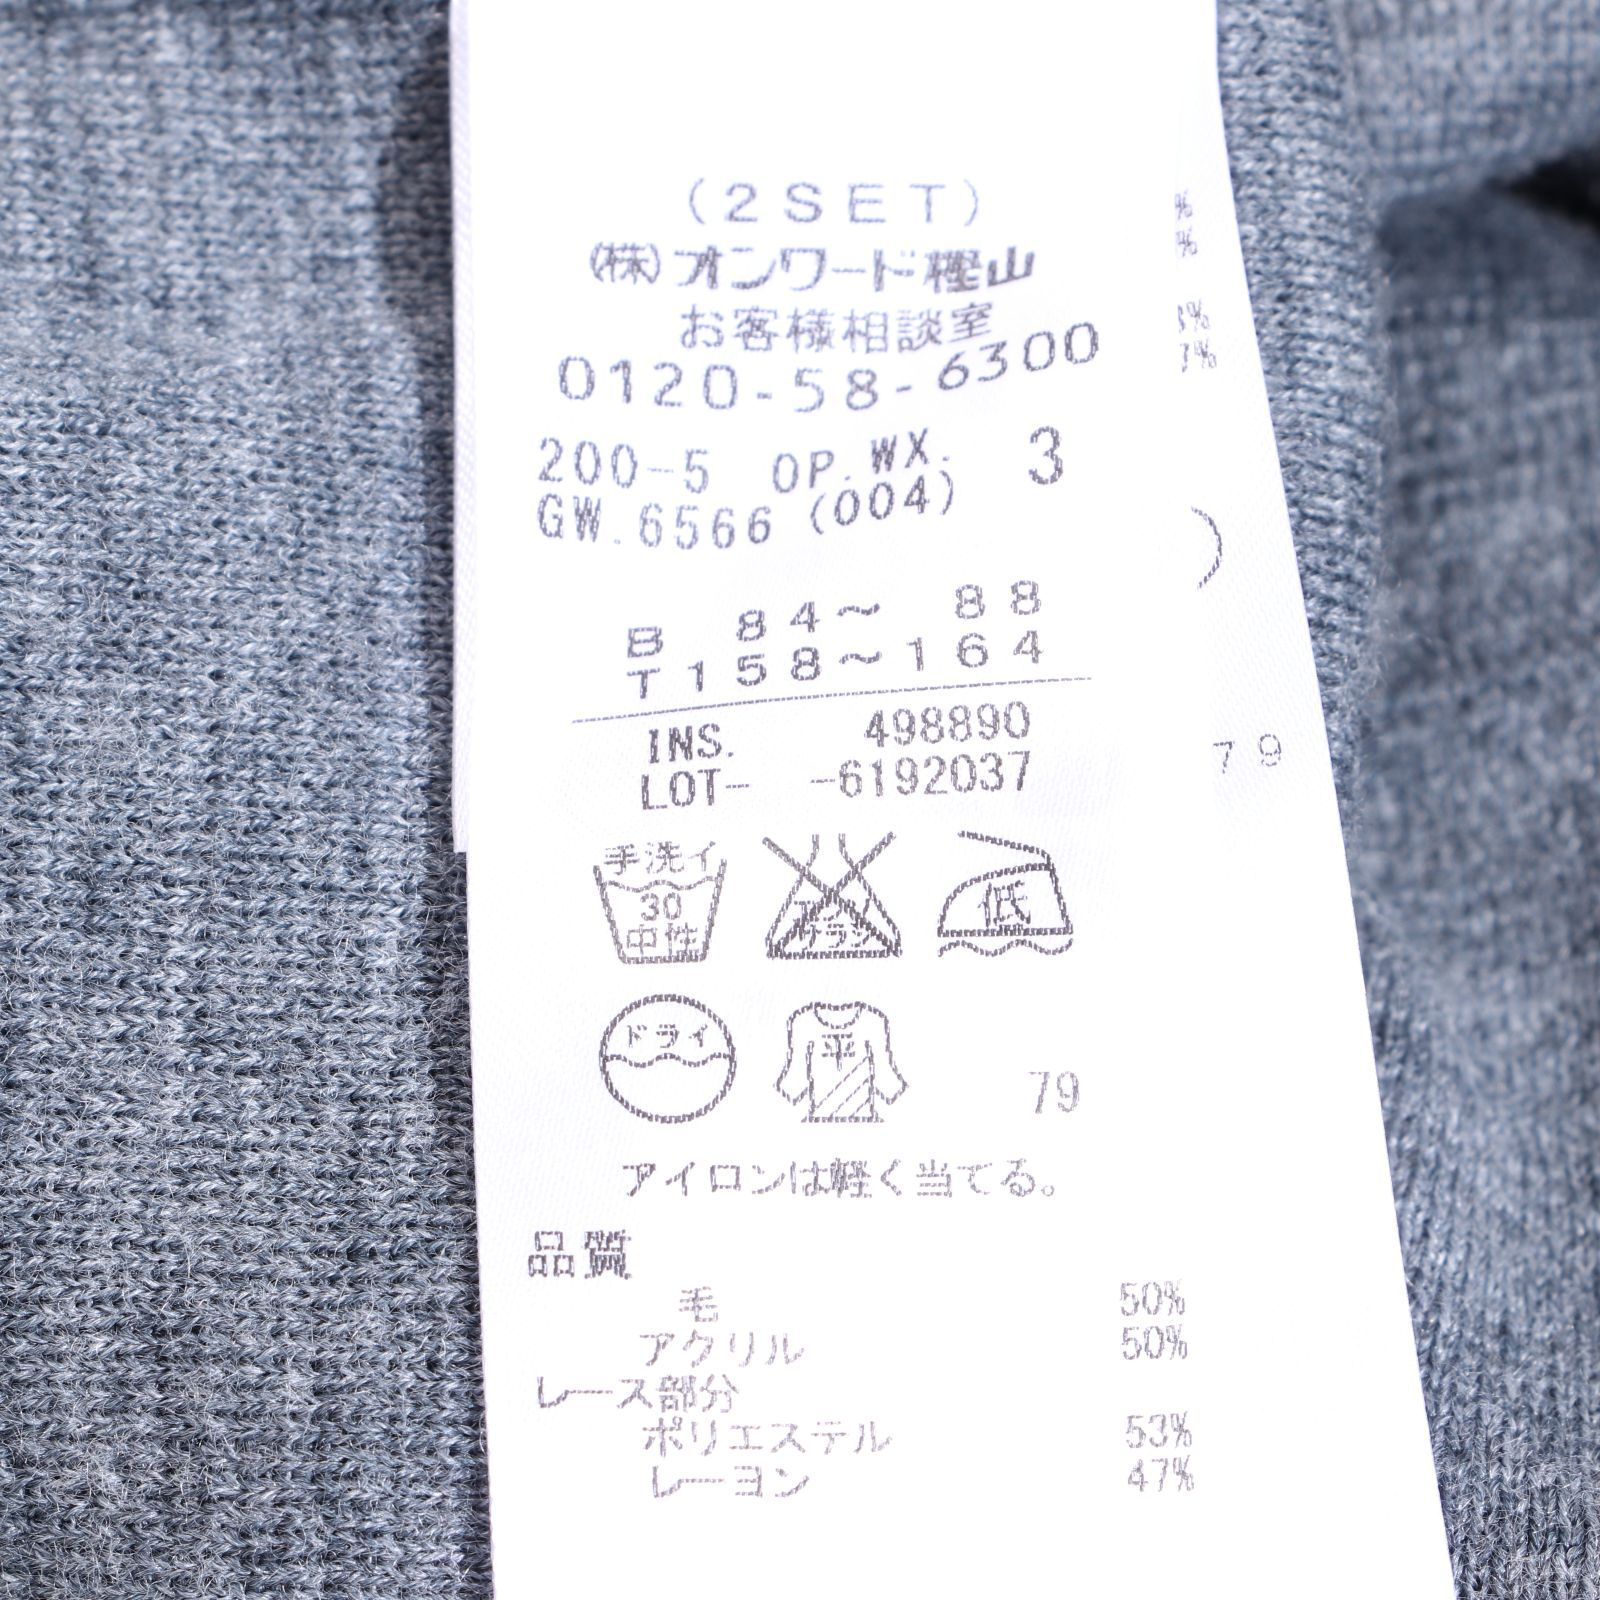 (2SET)
㈱オンワード樫山
お客様相談室
0120-58-6300
200-5 OP.WX. 3
GW.6566(004)
B 84～ 88
T158～164
INS. 498890
LOT- -6192037
79
手洗イ
30
中性
低
ドライ
平
79
アイロンは軽く当てる。
品質
毛 50%
アクリル 50%
レース部分
ポリエステル 53%
レーヨン 47%